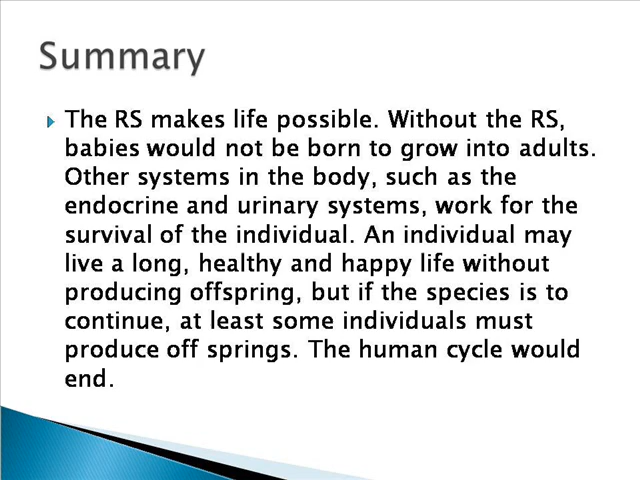 Summary
The RS makes life possible. Without the RS,
babies would not be born to grow into adults.
Other systems in the body, such as the
endocrine and urinary systems, work for the
survival of the individual. An individual may
live a long, healthy and happy life without
producing offspring, but if the species is to
continue, at least some individuals must
produce off springs. The human cycle would
end.